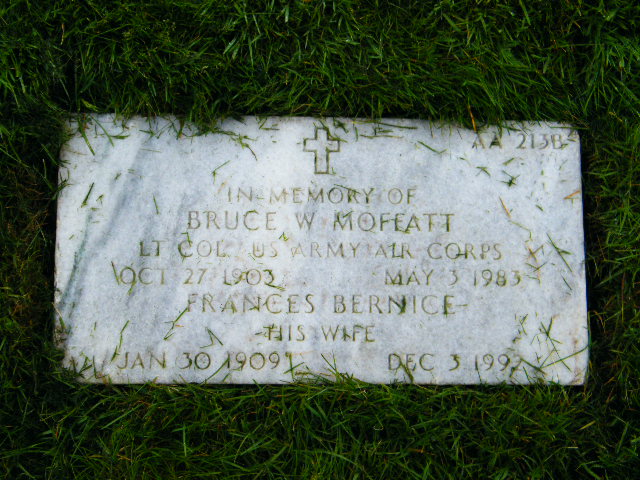 AA 213B
IN MEMORY OF
BRUCE W MOFFATT
LT COL US ARMY AIR CORPS
OCT 27 1903 MAY 3 1983
FRANCES BERNICE
HIS WIFE
JAN 30 1909 DEC 3